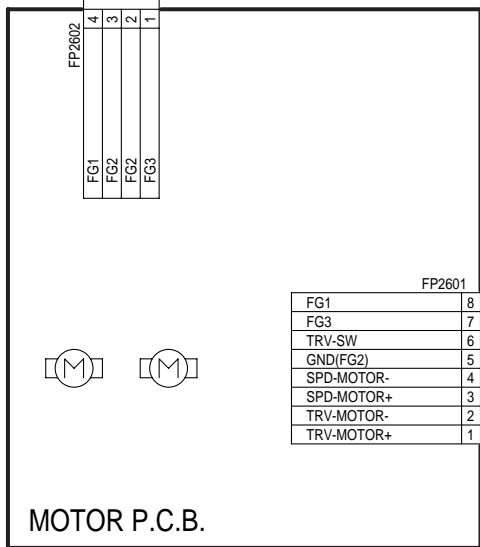 FP2602
4 3 2 1
FG1 FG2 FG2 FG3
FP2601
FG1 8
FG3 7
TRV-SW 6
GND(FG2) 5
SPD-MOTOR- 4
SPD-MOTOR+ 3
TRV-MOTOR- 2
TRV-MOTOR+ 1
M M
MOTOR P.C.B.